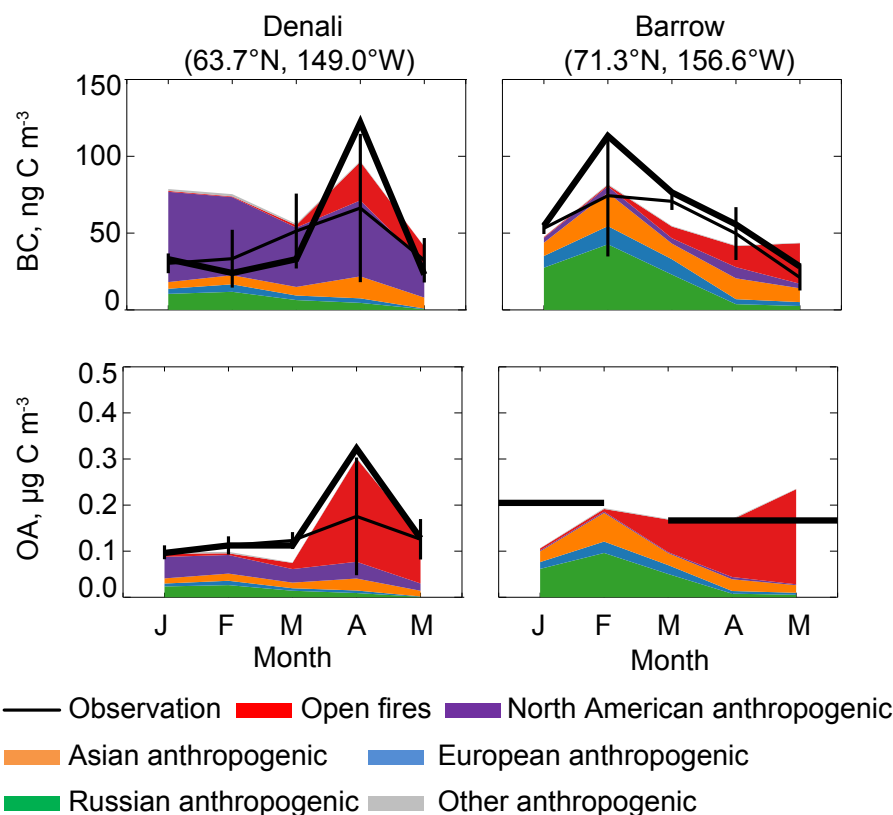 Denali
(63.7°N, 149.0°W)
Barrow
(71.3°N, 156.6°W)
BC, ng C m⁻³
150
100
50
0
OA, µg C m⁻³
0.5
0.4
0.3
0.2
0.1
0.0
J F M A M
Month
J F M A M
Month
Observation Open fires North American anthropogenic
Asian anthropogenic European anthropogenic
Russian anthropogenic Other anthropogenic